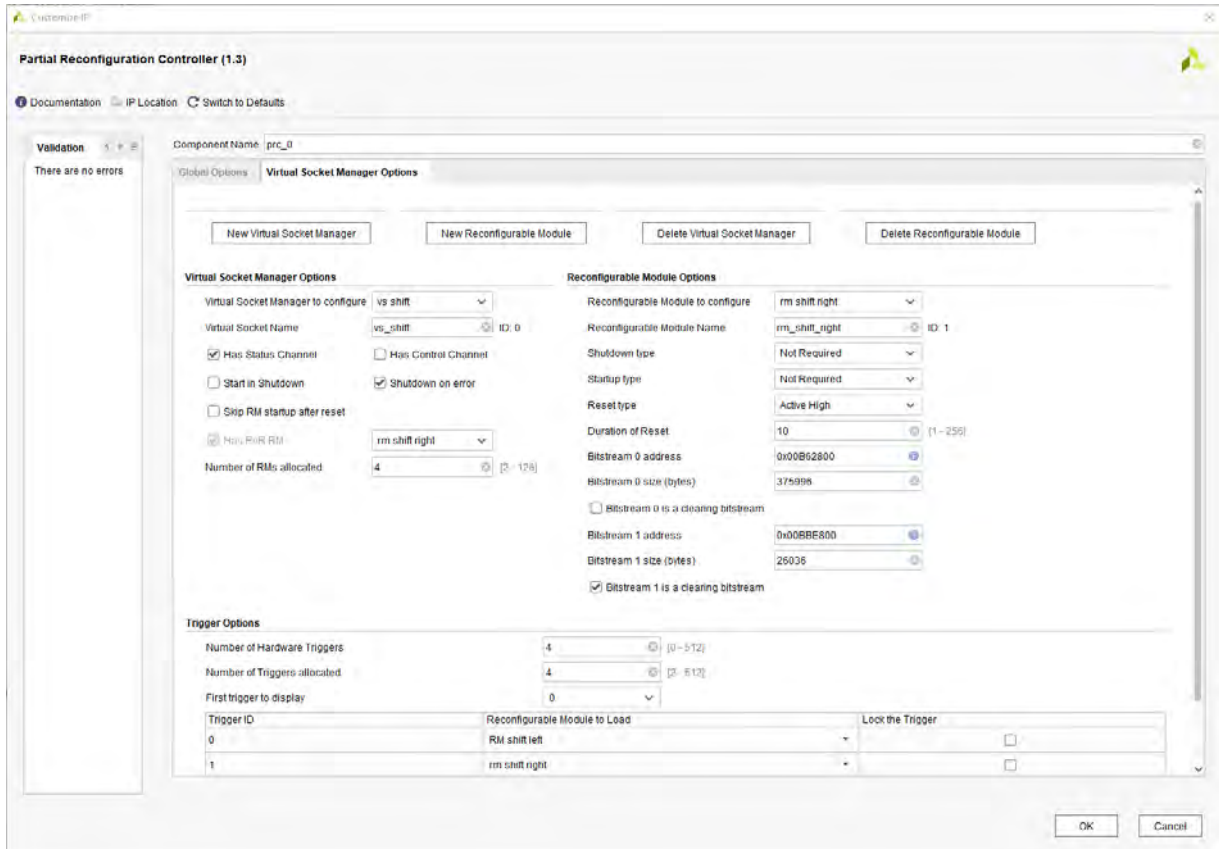 Customize IP
Partial Reconfiguration Controller (1.3)
Documentation IP Location Switch to Defaults
Validation
There are no errors
Component Name prc_0
Global Options Virtual Socket Manager Options
New Virtual Socket Manager New Reconfigurable Module Delete Virtual Socket Manager Delete Reconfigurable Module
Virtual Socket Manager Options
Virtual Socket Manager to configure vs shift
Virtual Socket Name vs_shift ID: 0
Has Status Channel Has Control Channel
Start in Shutdown Shutdown on error
Skip RM startup after reset
Has PoR RM rm shift right
Number of RMs allocated 4 [2 - 128]
Reconfigurable Module Options
Reconfigurable Module to configure rm shift right
Reconfigurable Module Name rm_shift_right ID: 1
Shutdown type Not Required
Startup type Not Required
Reset type Active High
Duration of Reset 10 [1 - 256]
Bitstream 0 address 0x00B62800
Bitstream 0 size (bytes) 375996
Bitstream 0 is a clearing bitstream
Bitstream 1 address 0x00BBE800
Bitstream 1 size (bytes) 26036
Bitstream 1 is a clearing bitstream
Trigger Options
Number of Hardware Triggers 4 [0 - 512]
Number of Triggers allocated 4 [2 - 512]
First trigger to display 0
Trigger ID Reconfigurable Module to Load Lock the Trigger
0 RM shift left
1 rm shift right
OK Cancel